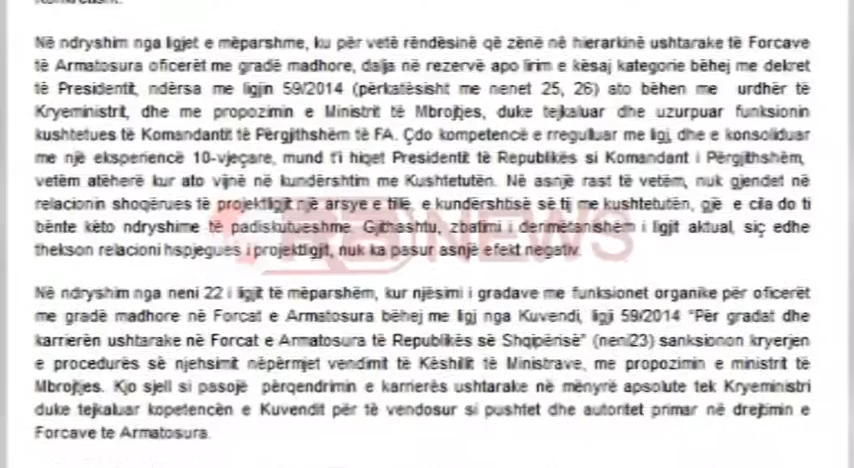 Konkretisht:
Në ndryshim nga ligjet e mëparshme, ku për vetë rëndësinë që zënë në hierarkinë ushtarake të Forcave
të Armatosura oficerët me gradë madhore, dalja në rezervë apo lirim e kësaj kategorie bëhej me dekret
të Presidentit, ndërsa me ligjin 59/2014 (përkatësisht me nenet 25, 26) ato bëhen me urdhër të
Kryeministrit, dhe me propozimin e Ministrit të Mbrojtjes, duke tejkaluar dhe uzurpuar funksionin
kushtetues të Komandantit të Përgjithshëm të FA. Çdo kompetencë e rregulluar me ligj dhe e konsoliduar
me një eksperiencë 10-vjeçare, mund t'i hiqet Presidentit të Republikës si Komandant i Përgjithshëm,
vetëm atëherë kur ato vijnë në kundërshtim me Kushtetutën. Në asnjë rast të vetëm, nuk gjendet në
relacionin shoqërues të projektligjit një arsye e tillë, e kundërshtisë së tij me kushtetutën, gjë e cila do ti
bënte këto ndryshime të padiskutueshme. Gjithashtu, zbatimi i derimëtanishëm i ligjit aktual, siç edhe
thekson relacioni hspjegues i projektligjit, nuk ka pasur asnjë efekt negativ.
Në ndryshim nga neni 22 i ligjit të mëparshëm, kur njësimi i gradave me funksionet organike për oficerët
me gradë madhore në Forcat e Armatosura bëhej me ligj nga Kuvendi, ligji 59/2014 "Për gradat dhe
karrierën ushtarake në Forcat e Armatosura të Republikës së Shqipërisë" (neni23) sanksionon kryerjen
e procedurës së njehsimit nëpërmjet vendimit të Këshillit të Ministrave, me propozimin e ministrit të
Mbrojtjes. Kjo sjell si pasojë përqendrimin e karrierës ushtarake në mënyrë apsolute tek Kryeministri
duke tejkaluar kopetencën e Kuvendit për të vendosur si pushtet dhe autoritet primar në drejtimin e
Forcave te Armatosura.
NEWS